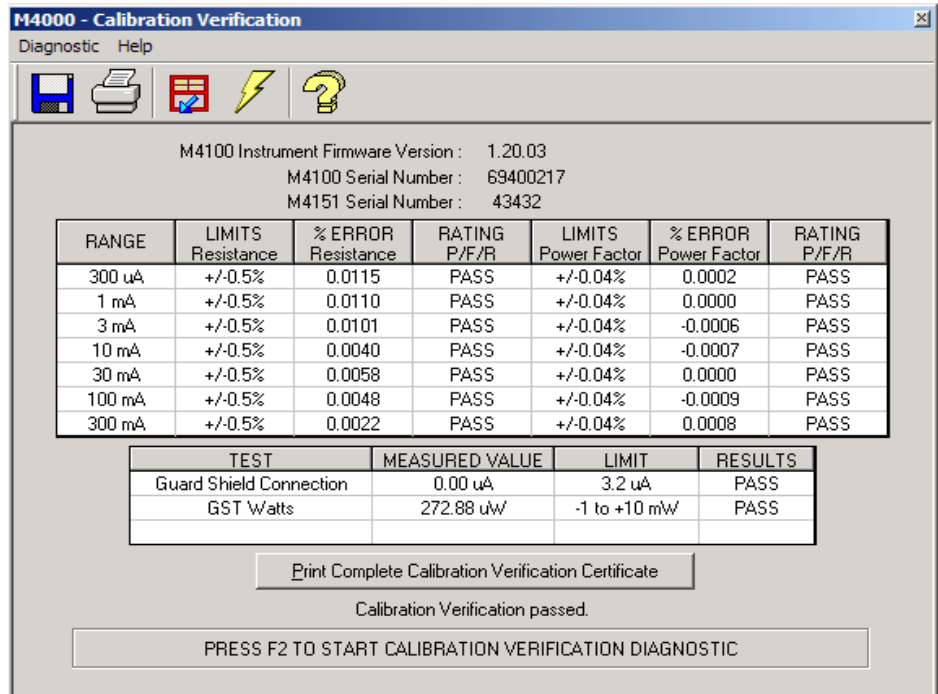 M4000 - Calibration Verification
Diagnostic Help
M4100 Instrument Firmware Version : 1.20.03
M4100 Serial Number : 69400217
M4151 Serial Number : 43432
RANGE LIMITS Resistance % ERROR Resistance RATING P/F/R LIMITS Power Factor % ERROR Power Factor RATING P/F/R
300 uA +/-0.5% 0.0115 PASS +/-0.04% 0.0002 PASS
1 mA +/-0.5% 0.0110 PASS +/-0.04% 0.0000 PASS
3 mA +/-0.5% 0.0101 PASS +/-0.04% -0.0006 PASS
10 mA +/-0.5% 0.0040 PASS +/-0.04% -0.0007 PASS
30 mA +/-0.5% 0.0058 PASS +/-0.04% 0.0000 PASS
100 mA +/-0.5% 0.0048 PASS +/-0.04% -0.0009 PASS
300 mA +/-0.5% 0.0022 PASS +/-0.04% 0.0008 PASS
TEST MEASURED VALUE LIMIT RESULTS
Guard Shield Connection 0.00 uA 3.2 uA PASS
GST Watts 272.88 uW -1 to +10 mW PASS
Print Complete Calibration Verification Certificate
Calibration Verification passed.
PRESS F2 TO START CALIBRATION VERIFICATION DIAGNOSTIC